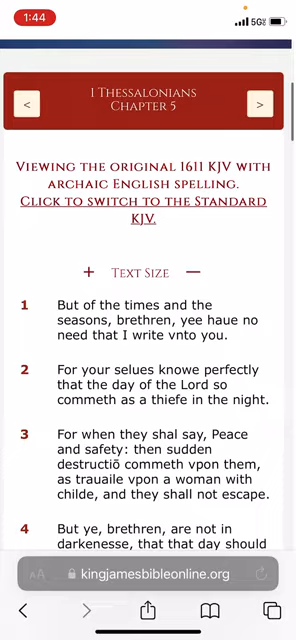 1:44
5G
<
1 Thessalonians
Chapter 5
>
Viewing the original 1611 KJV with
archaic English spelling.
Click to switch to the Standard
KJV.
+ Text Size —
1 But of the times and the
seasons, brethren, yee haue no
need that I write vnto you.
2 For your selues knowe perfectly
that the day of the Lord so
commeth as a thiefe in the night.
3 For when they shal say, Peace
and safety: then sudden
destructiō commeth vpon them,
as trauaile vpon a woman with
childe, and they shall not escape.
4 But ye, brethren, are not in
darkenesse, that that day should
AA kingjamesbibleonline.org